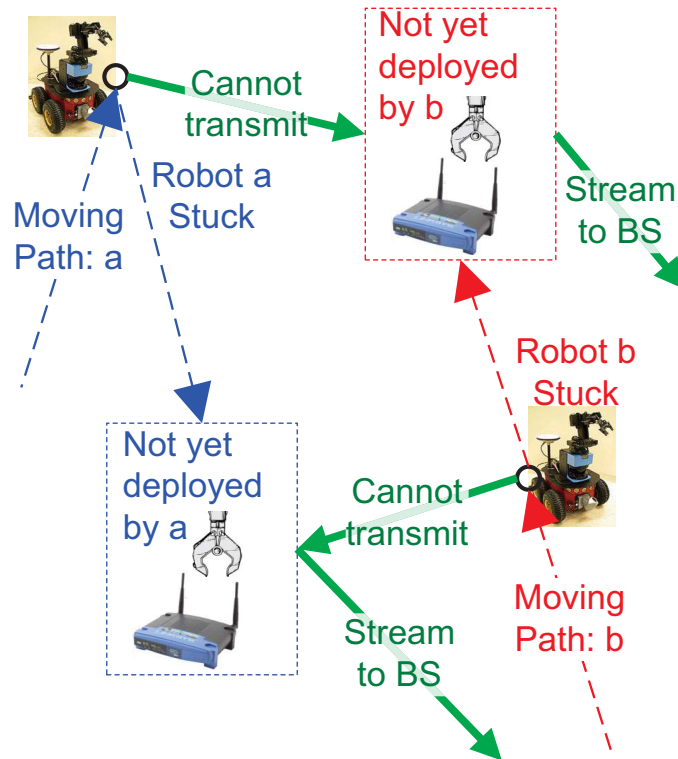 Not yet
deployed
by b
Cannot
transmit
Robot a
Stuck
Moving
Path: a
Stream
to BS
Robot b
Stuck
Not yet
deployed
by a
Cannot
transmit
Stream
to BS
Moving
Path: b